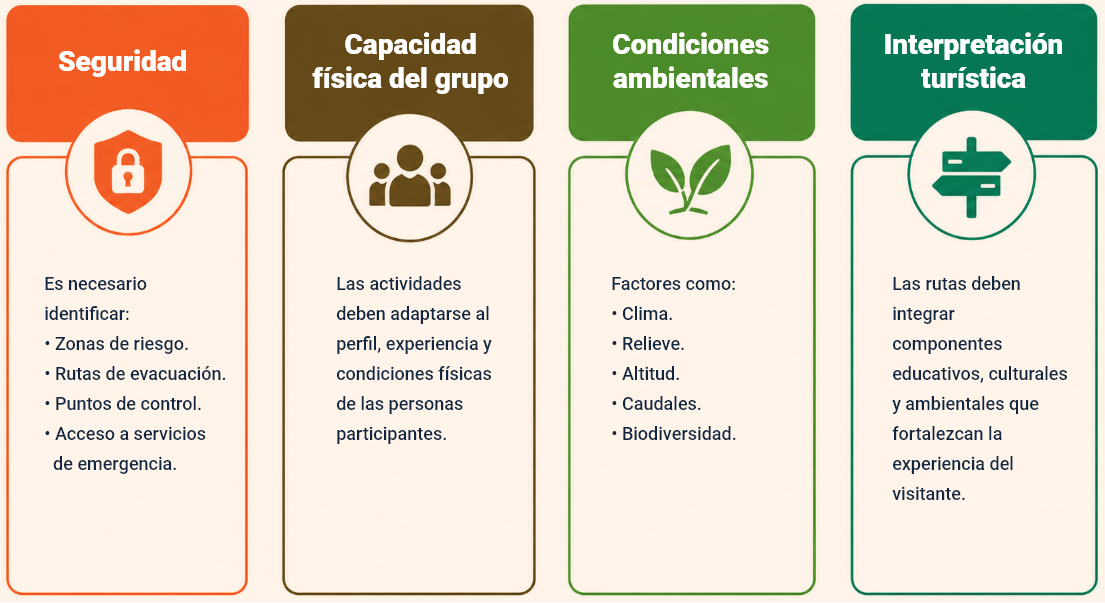 Seguridad
Es necesario
identificar:
• Zonas de riesgo.
• Rutas de evacuación.
• Puntos de control.
• Acceso a servicios
de emergencia.
Capacidad
física del grupo
Las actividades
deben adaptarse al
perfil, experiencia y
condiciones físicas
de las personas
participantes.
Condiciones
ambientales
Factores como:
• Clima.
• Relieve.
• Altitud.
• Caudales.
• Biodiversidad.
Interpretación
turística
Las rutas deben
integrar
componentes
educativos, culturales
y ambientales que
fortalezcan la
experiencia del
visitante.